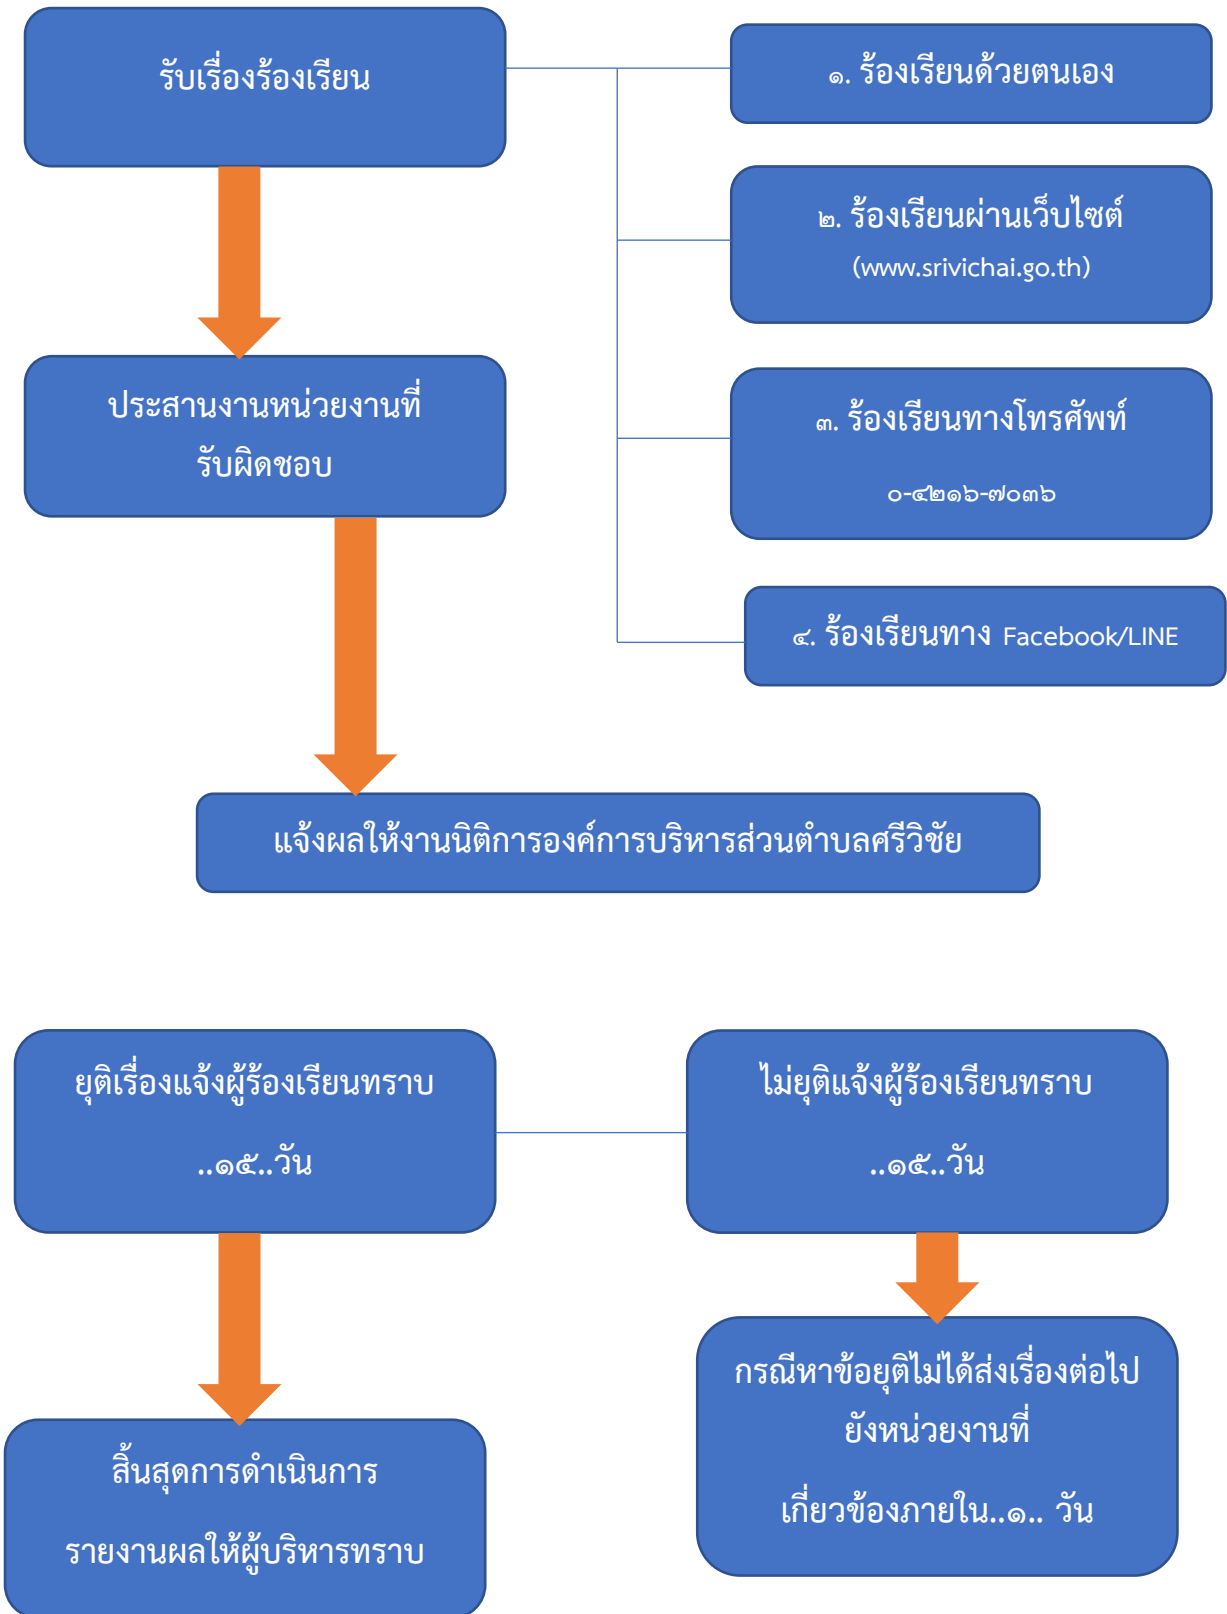 รับเรื่องร้องเรียน
๑. ร้องเรียนด้วยตนเอง
๒. ร้องเรียนผ่านเว็บไซต์
(www.srivichai.go.th)
ประสานงานหน่วยงานที่
รับผิดชอบ
๓. ร้องเรียนทางโทรศัพท์
๐-๔๒๑๖-๗๐๓๖
๔. ร้องเรียนทาง Facebook/LINE
แจ้งผลให้งานนิติการองค์การบริหารส่วนตำบลศรีวิชัย
ยุติเรื่องแจ้งผู้ร้องเรียนทราบ
..๑๕..วัน
ไม่ยุติแจ้งผู้ร้องเรียนทราบ
..๑๕..วัน
สิ้นสุดการดำเนินการ
รายงานผลให้ผู้บริหารทราบ
กรณีหาข้อยุติไม่ได้ส่งเรื่องต่อไป
ยังหน่วยงานที่
เกี่ยวข้องภายใน..๑.. วัน